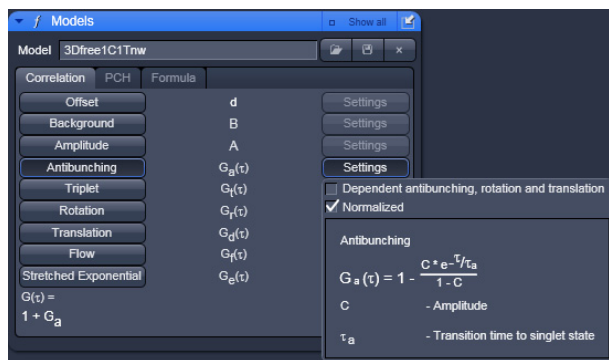 f Models
Show all
Model 3Dfree1C1Tnw
x
Correlation PCH Formula
Offset d Settings
Background B Settings
Amplitude A Settings
Antibunching Ga(τ) Settings
Triplet Gt(τ)
Dependent antibunching, rotation and translation
Rotation Gr(τ)
Normalized
Translation Gd(τ)
Antibunching
Flow Gf(τ)
Ga(τ) = 1 - C * e-τ/τa / 1 - C
Stretched Exponential Ge(τ)
G(τ) =
C - Amplitude
1 + Ga
τa - Transition time to singlet state